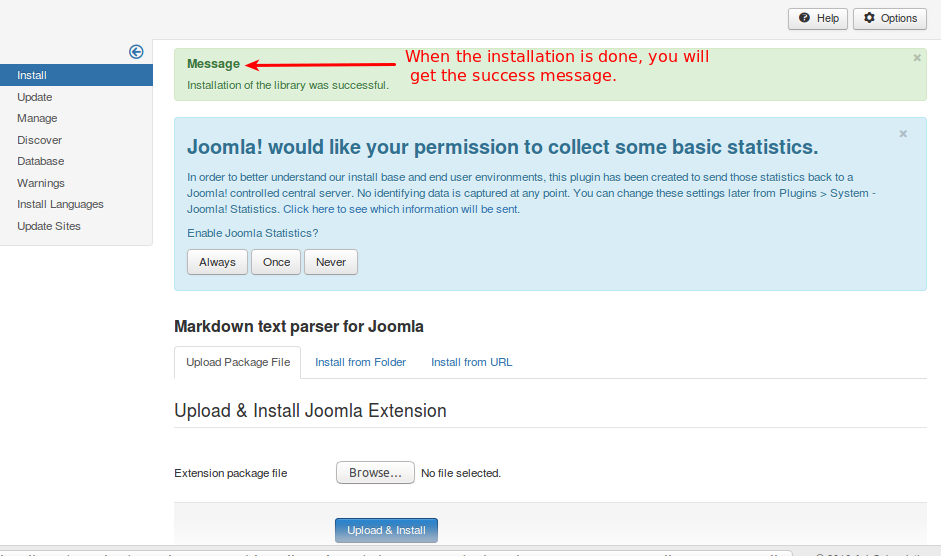 Help
Options
Install
Update
Manage
Discover
Database
Warnings
Install Languages
Update Sites
Message
Installation of the library was successful.
When the installation is done, you will
get the success message.
Joomla! would like your permission to collect some basic statistics.
In order to better understand our install base and end user environments, this plugin has been created to send those statistics back to a
Joomla! controlled central server. No identifying data is captured at any point. You can change these settings later from Plugins > System -
Joomla! Statistics. Click here to see which information will be sent.
Enable Joomla Statistics?
Always Once Never
Markdown text parser for Joomla
Upload Package File Install from Folder Install from URL
Upload & Install Joomla Extension
Extension package file Browse... No file selected.
Upload & Install